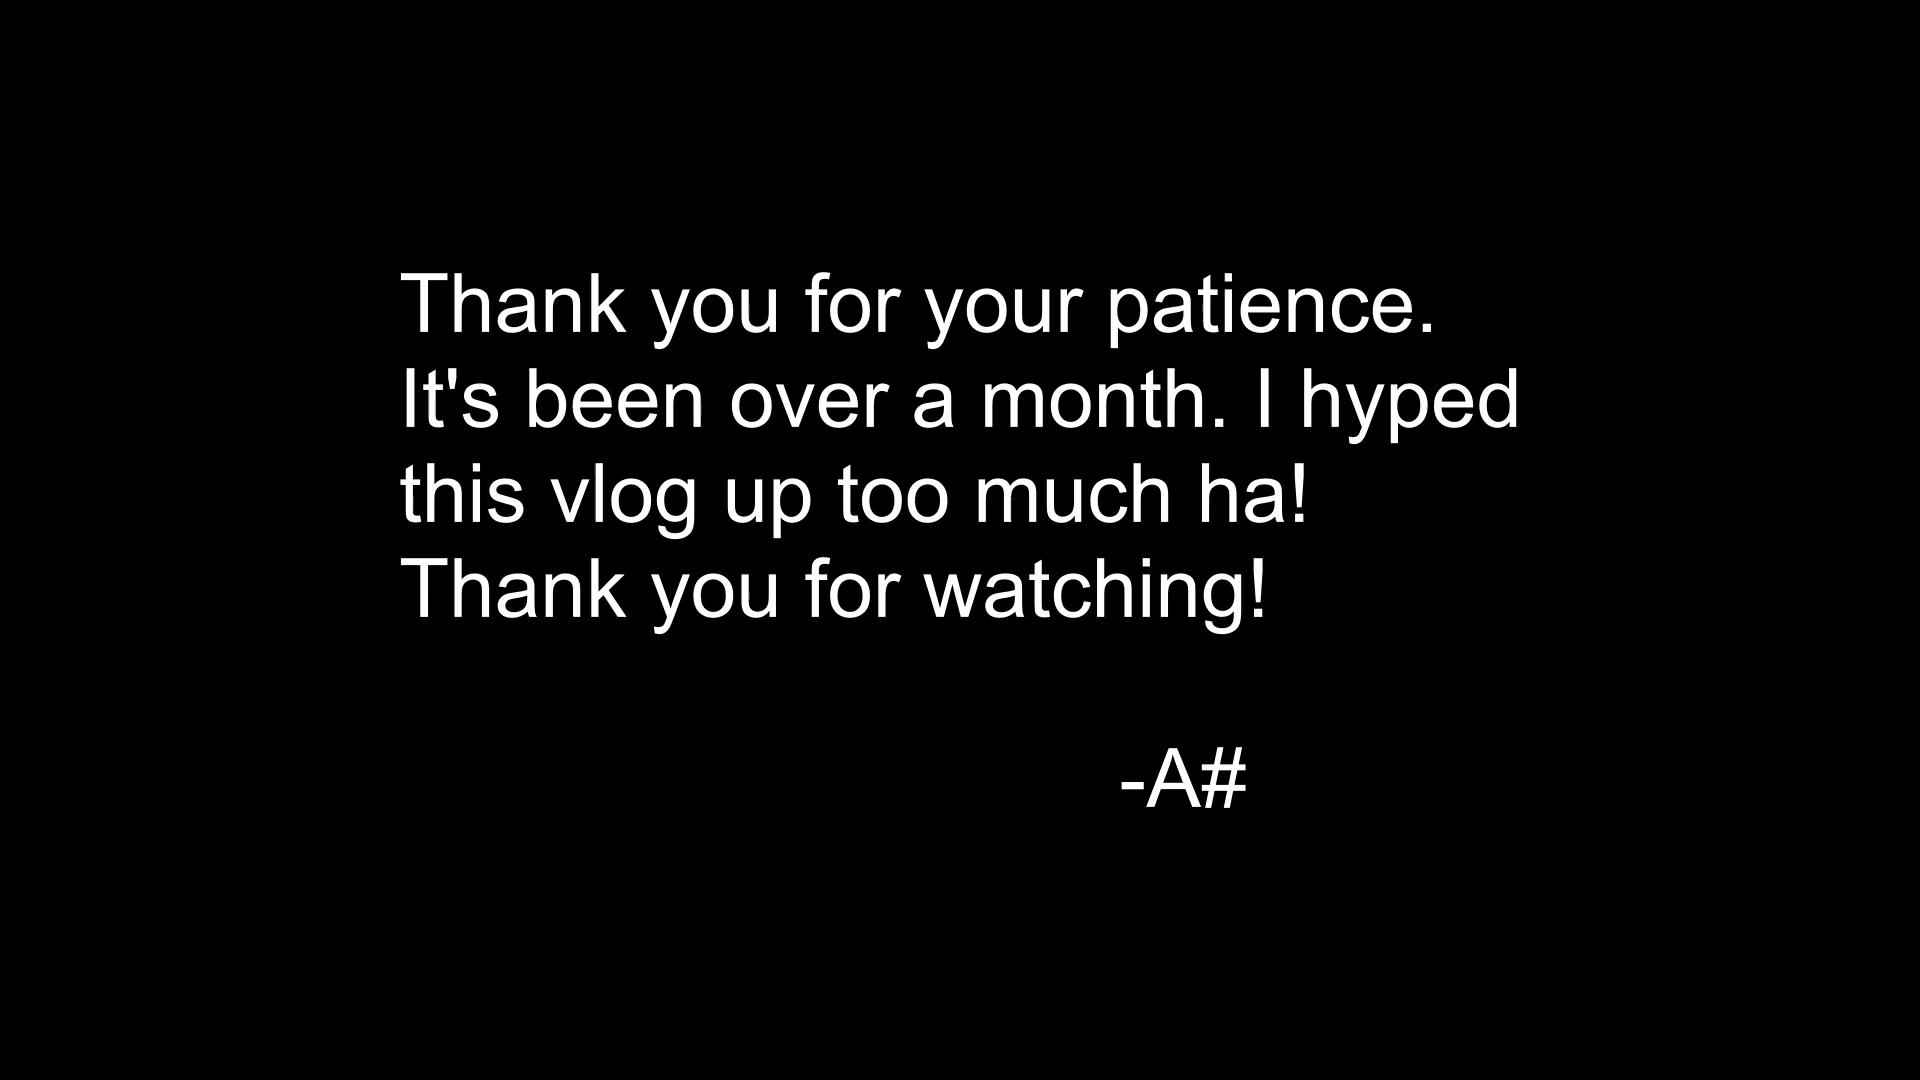 Thank you for your patience.
It's been over a month. I hyped
this vlog up too much ha!
Thank you for watching!
-A#